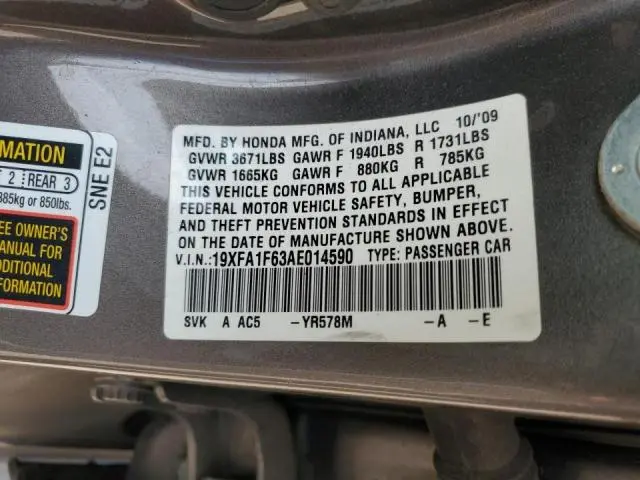 MATION
T 2 | REAR 3
385kg or 850lbs.
EE OWNER'S
ANUAL FOR
DDITIONAL
FORMATION
SNE E2
MFD. BY HONDA MFG. OF INDIANA, LLC 10/'09
GVWR 3671LBS GAWR F 1940LBS R 1731LBS
GVWR 1665KG GAWR F 880KG R 785KG
THIS VEHICLE CONFORMS TO ALL APPLICABLE
FEDERAL MOTOR VEHICLE SAFETY, BUMPER,
AND THEFT PREVENTION STANDARDS IN EFFECT
ON THE DATE OF MANUFACTURE SHOWN ABOVE.
V.I.N.:19XFA1F63AE014590 TYPE: PASSENGER CAR
SVK A AC5 -YR578M -A -E